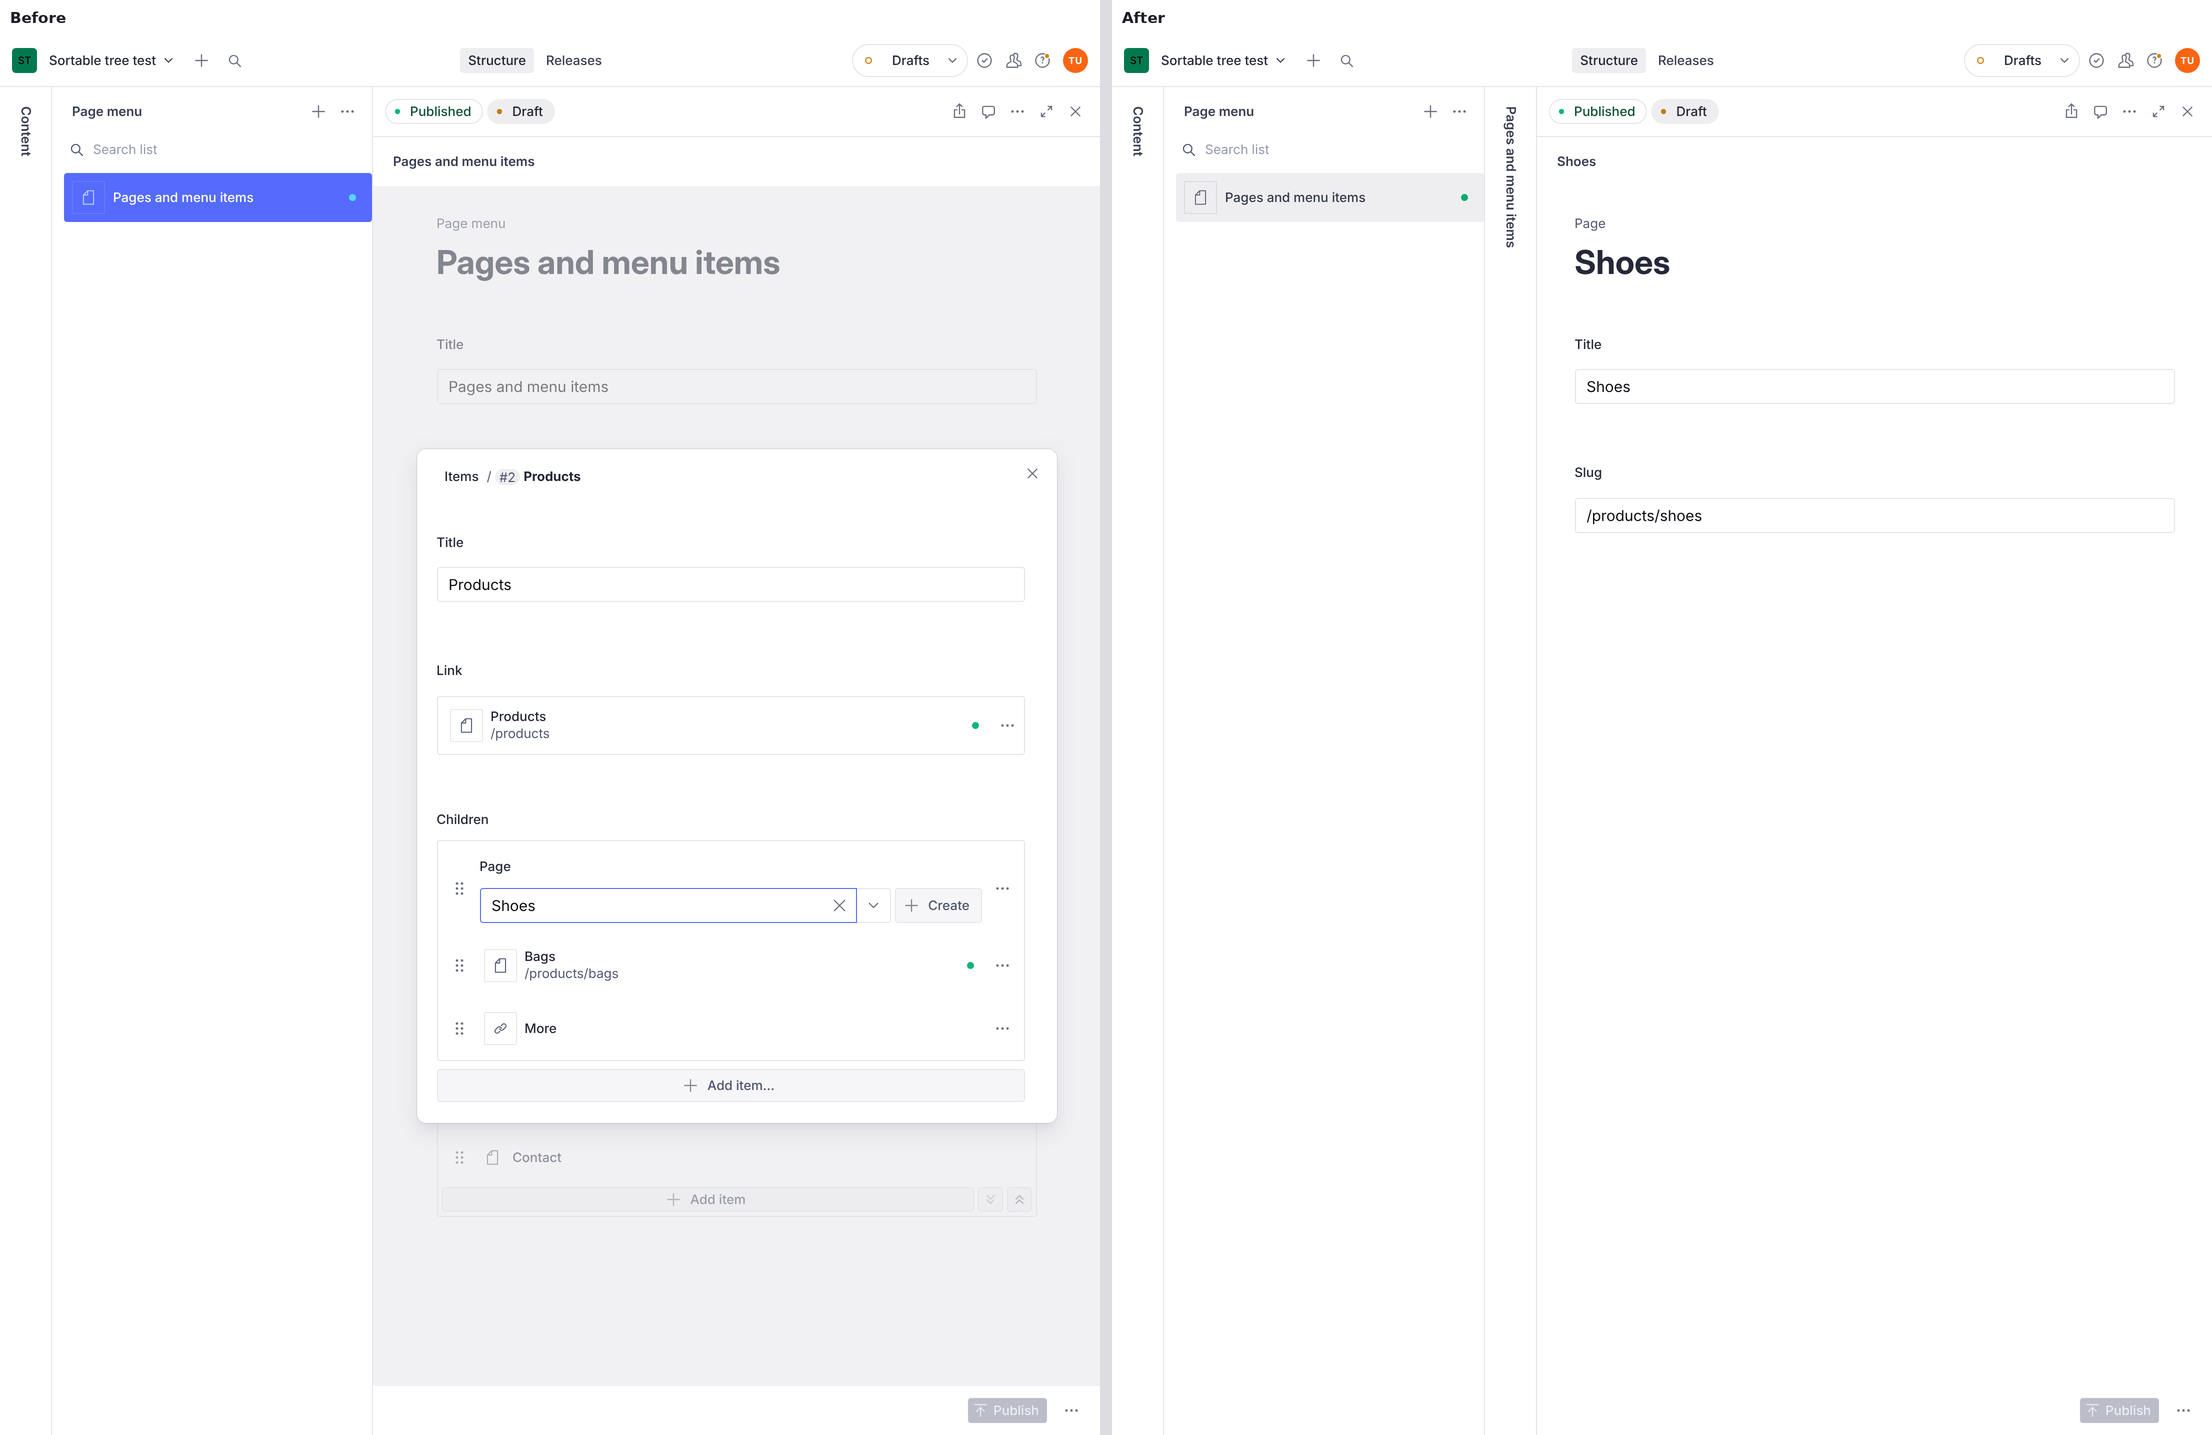 Before
ST Sortable tree test
Structure Releases
Drafts
TU
Content
Page menu
Search list
Pages and menu items
Published Draft
Pages and menu items
Page menu
Pages and menu items
Title
Pages and menu items
Items / #2 Products
Title
Products
Link
Products
/products
Children
Page
Shoes
Create
Bags
/products/bags
More
Add item...
Contact
Add item
Publish
After
ST Sortable tree test
Structure Releases
Drafts
TU
Content
Page menu
Search list
Pages and menu items
Pages and menu items
Published Draft
Shoes
Page
Shoes
Title
Shoes
Slug
/products/shoes
Publish